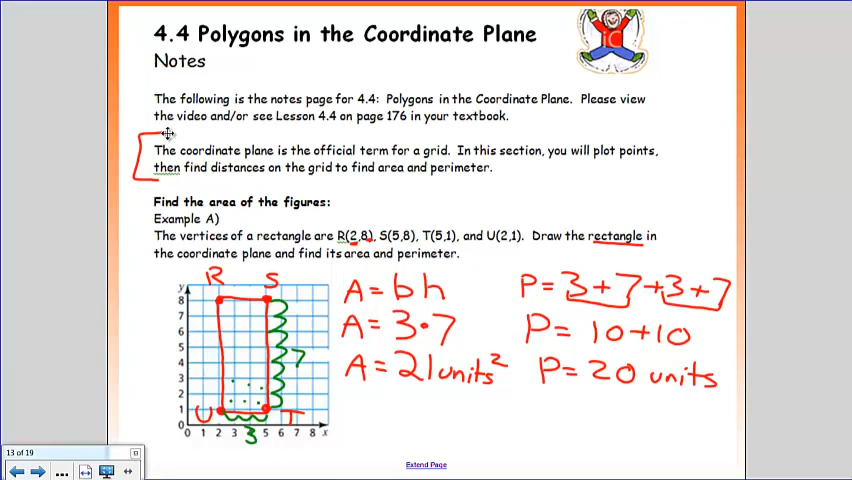 4.4 Polygons in the Coordinate Plane
Notes
The following is the notes page for 4.4: Polygons in the Coordinate Plane. Please view
the video and/or see Lesson 4.4 on page 176 in your textbook.
The coordinate plane is the official term for a grid. In this section, you will plot points,
then find distances on the grid to find area and perimeter.
Find the area of the figures:
Example A)
The vertices of a rectangle are R(2,8), S(5,8), T(5,1), and U(2,1). Draw the rectangle in
the coordinate plane and find its area and perimeter.
R S
y
8
7
6
5
4
3
2
1
0
U T
7
3
0 1 2 3 5 6 7 8 x
A = bh
A = 3·7
A = 21 units²
P = 3+7+3+7
P = 10+10
P = 20 units
13 of 19
Extend Page